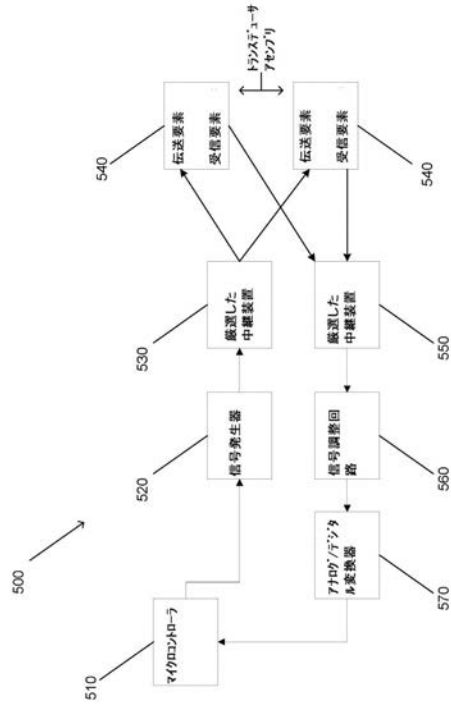 500
510
マイクロコントローラ
520
信号発生器
530
厳選した
中継装置
540
伝送要素
受信要素
トランスデューサ
アセンブリ
540
伝送要素
受信要素
550
厳選した
中継装置
560
信号調整回
路
570
アナログ/デジタ
ル変換器